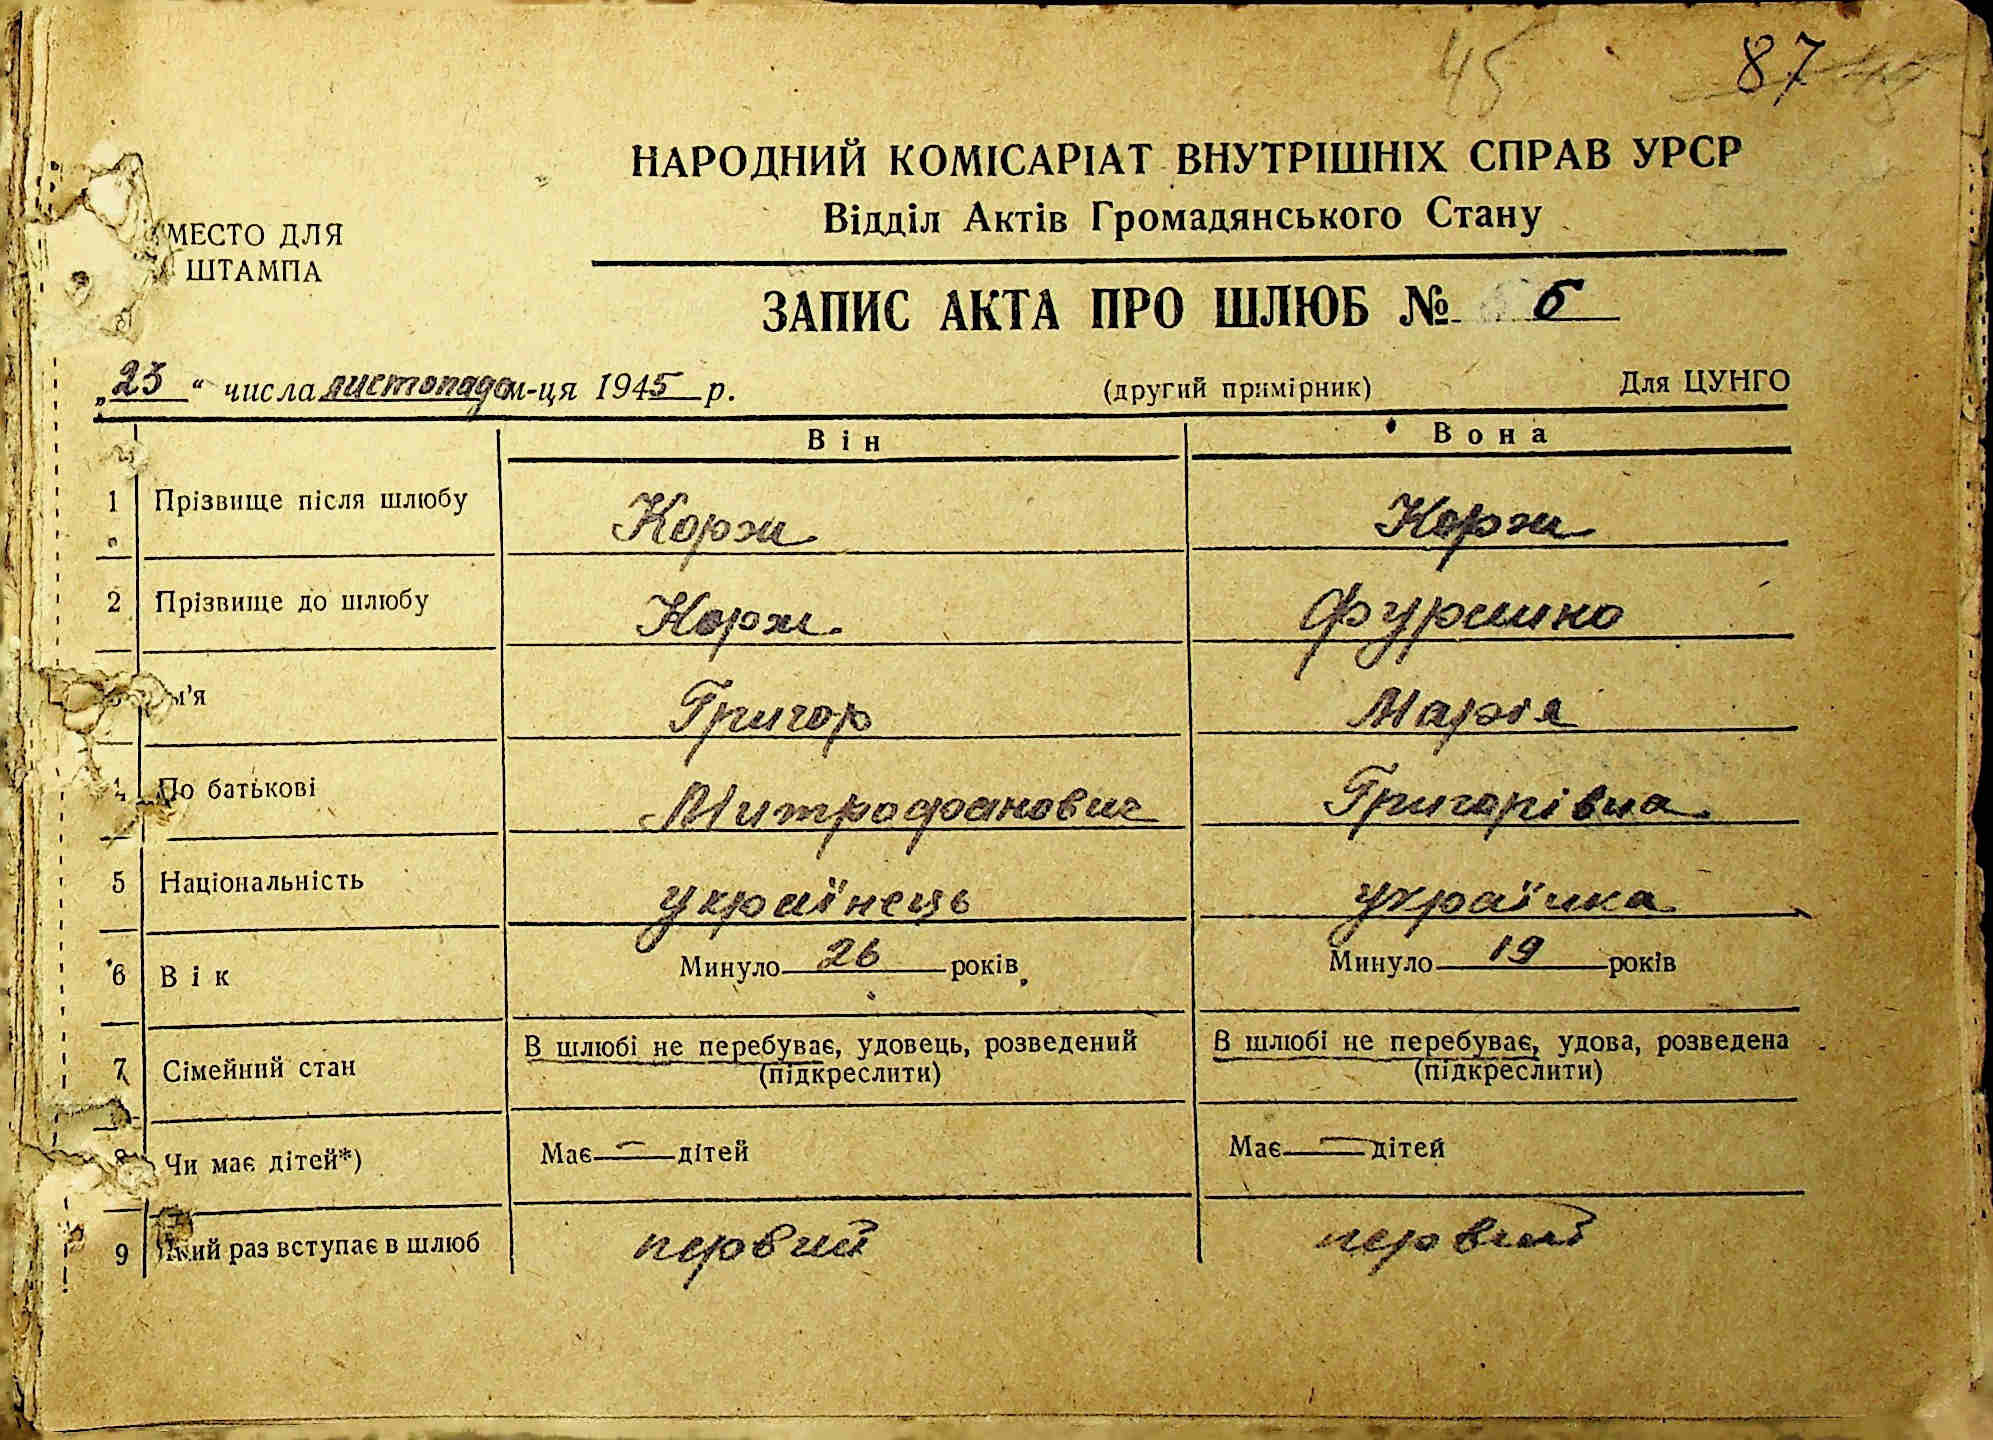 45 87
НАРОДНИЙ КОМІСАРІАТ ВНУТРІШНІХ СПРАВ УРСР
Відділ Актів Громадянського Стану
МЕСТО ДЛЯ
ШТАМПА
ЗАПИС АКТА ПРО ШЛЮБ № 5
„23“ числа листопада м-ця 1945 р. (другий примірник) Для ЦУНГО
Він Вона
1 Прізвище після шлюбу Корж Корж
2 Прізвище до шлюбу Корж Фурсино
м'я Григор Марія
По батькові Митрофанович Григорівна
5 Національність українець українка
6 Вік Минуло 26 років Минуло 19 років
7 Сімейний стан В шлюбі не перебуває, удовець, розведений В шлюбі не перебуває, удова, розведена
(підкреслити) (підкреслити)
8 Чи має дітей*) Має — дітей Має — дітей
9 Який раз вступає в шлюб первий первий